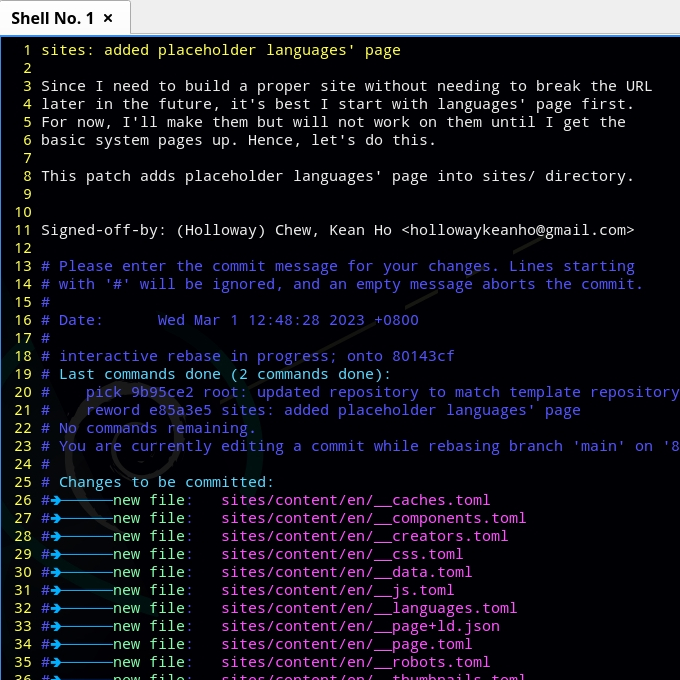 Shell No. 1 ×
1 sites: added placeholder languages' page
2
3 Since I need to build a proper site without needing to break the URL
4 later in the future, it's best I start with languages' page first.
5 For now, I'll make them but will not work on them until I get the
6 basic system pages up. Hence, let's do this.
7
8 This patch adds placeholder languages' page into sites/ directory.
9
10
11 Signed-off-by: (Holloway) Chew, Kean Ho <hollowaykeanho@gmail.com>
12
13 # Please enter the commit message for your changes. Lines starting
14 # with '#' will be ignored, and an empty message aborts the commit.
15 #
16 # Date:      Wed Mar 1 12:48:28 2023 +0800
17 #
18 # interactive rebase in progress; onto 80143cf
19 # Last commands done (2 commands done):
20 #    pick 9b95ce2 root: updated repository to match template repository
21 #    reword e85a3e5 sites: added placeholder languages' page
22 # No commands remaining.
23 # You are currently editing a commit while rebasing branch 'main' on '8
24 #
25 # Changes to be committed:
26 #→──────new file:   sites/content/en/__caches.toml
27 #→──────new file:   sites/content/en/__components.toml
28 #→──────new file:   sites/content/en/__creators.toml
29 #→──────new file:   sites/content/en/__css.toml
30 #→──────new file:   sites/content/en/__data.toml
31 #→──────new file:   sites/content/en/__js.toml
32 #→──────new file:   sites/content/en/__languages.toml
33 #→──────new file:   sites/content/en/__page+ld.json
34 #→──────new file:   sites/content/en/__page.toml
35 #→──────new file:   sites/content/en/__robots.toml
36 #→──────new file:   sites/content/en/__thumbnails.toml